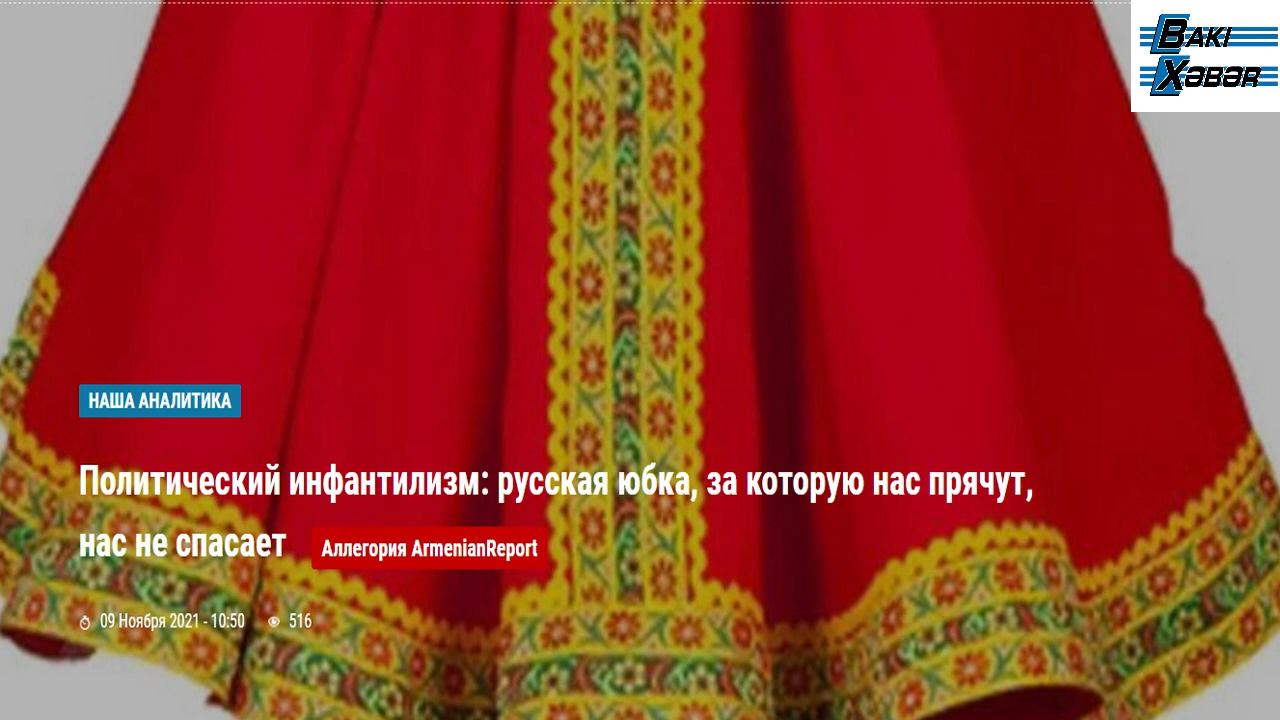 BAKI
XƏBƏR
НАША АНАЛИТИКА
Политический инфантилизм: русская юбка, за которую нас прячут,
нас не спасает Аллегория ArmenianReport
09 Ноября 2021 - 10:50 516